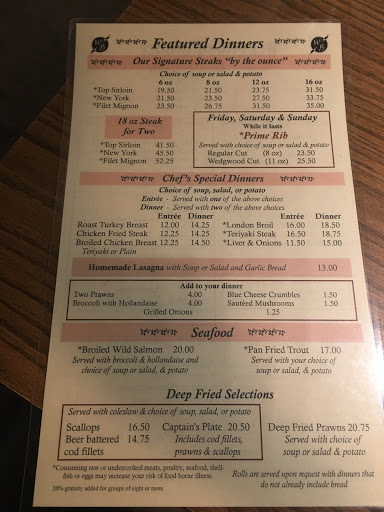 Featured Dinners
Our Signature Steaks "by the ounce"
Choice of soup or salad & potato
6 oz 8 oz 12 oz 16 oz
*Top Sirloin 19.50 21.50 23.75 31.50
*New York 21.50 23.50 27.50 33.75
*Filet Mignon 23.50 26.75 31.50 35.00
18 oz Steak
for Two
*Top Sirloin 41.50
*New York 45.50
*Filet Mignon 52.25
Friday, Saturday & Sunday
While it lasts
*Prime Rib
Served with choice of soup or salad & potato
Regular Cut (8 oz) 23.50
Wedgwood Cut (11 oz) 25.50
Chef's Special Dinners
Choice of soup, salad, or potato
Entrée - Served with one of the above choices
Dinner - Served with two of the above choices
Entrée Dinner Entrée Dinner
Roast Turkey Breast 12.00 14.25 *London Broil 16.00 18.50
Chicken Fried Steak 12.25 14.25 *Teriyaki Steak 16.50 18.75
Broiled Chicken Breast 12.25 14.50 *Liver & Onions 11.50 15.00
Teriyaki or Plain
Homemade Lasagna with Soup or Salad and Garlic Bread 13.00
Add to your dinner
Two Prawns 4.00 Blue Cheese Crumbles 1.50
Broccoli with Hollandaise 4.00 Sautéed Mushrooms 1.50
Grilled Onions 1.25
Seafood
*Broiled Wild Salmon 20.00
Served with broccoli & hollandaise and
choice of soup or salad, & potato
*Pan Fried Trout 17.00
Served with your choice of
soup or salad, & potato
Deep Fried Selections
Served with coleslaw & choice of soup, salad, or potato
Scallops 16.50
Beer battered 14.75
cod fillets
Captain's Plate 20.50
Includes cod fillets,
prawns & scallops
Deep Fried Prawns 20.75
Served with choice of
soup or salad & potato
*Consuming raw or undercooked meats, poultry, seafood, shell-
fish or eggs may increase your risk of food borne illness.
20% gratuity added for groups of eight or more
Rolls are served upon request with dinners that
do not already include bread